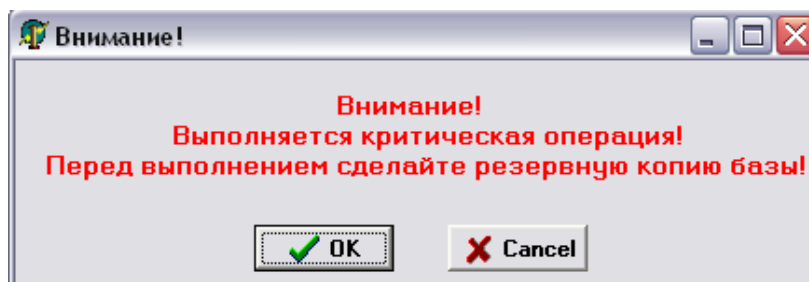 Внимание!
Внимание!
Выполняется критическая операция!
Перед выполнением сделайте резервную копию базы!
OK
Cancel